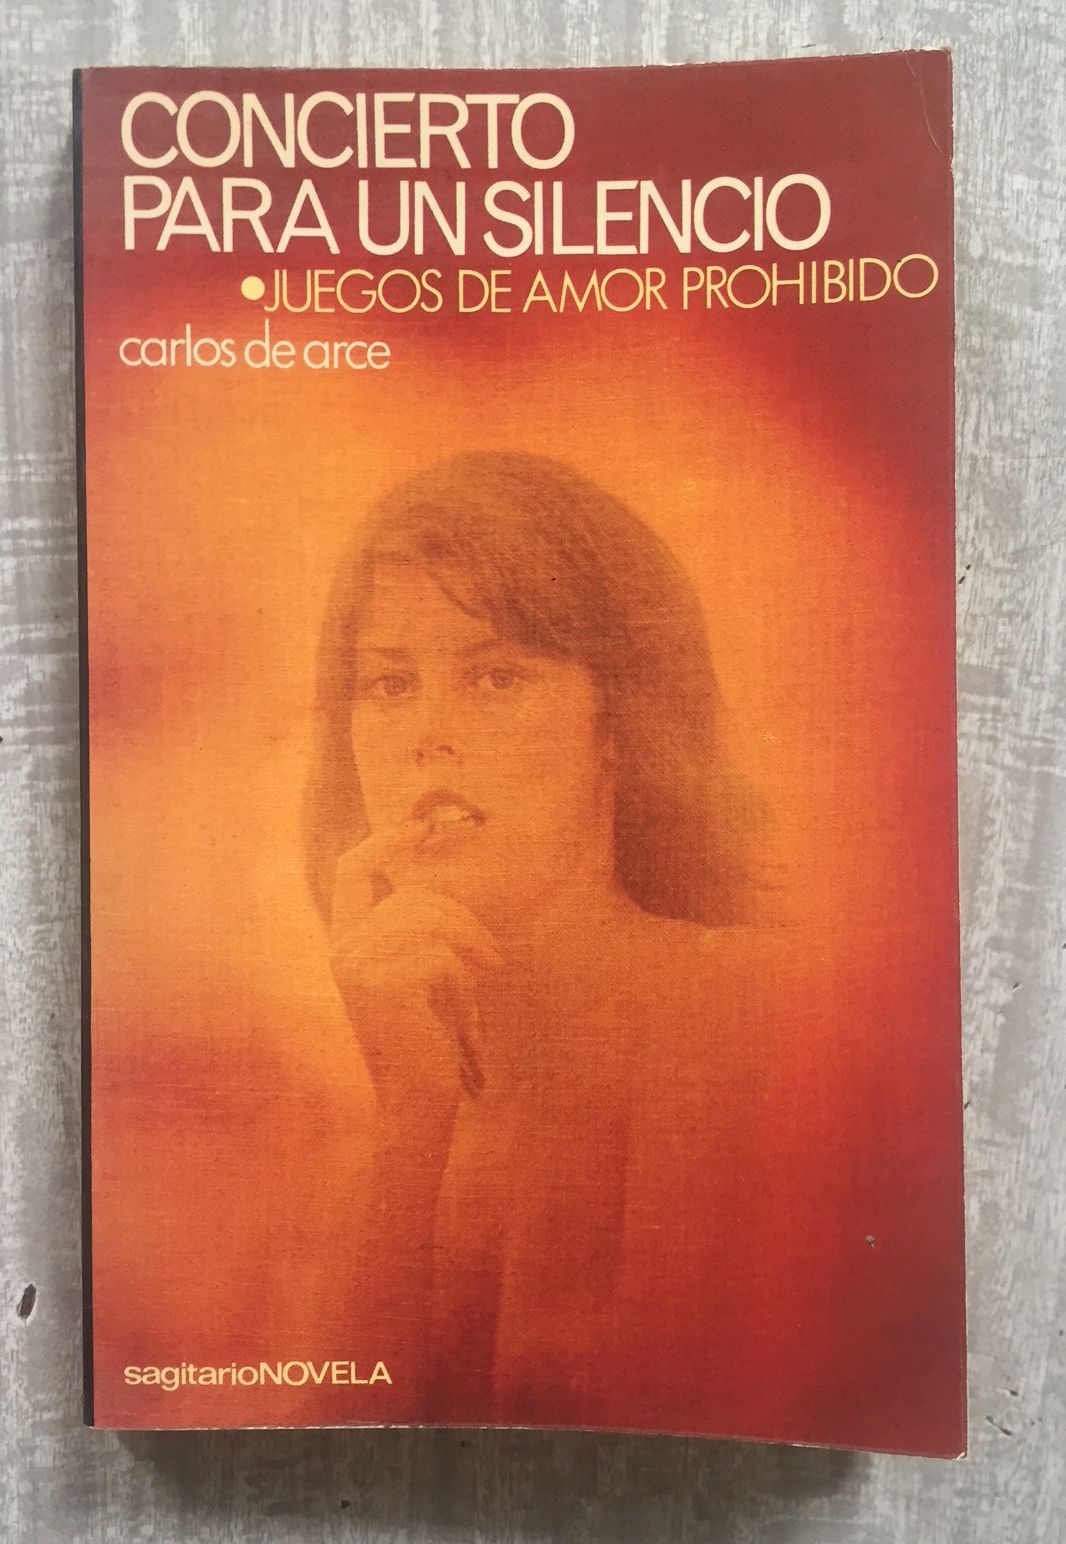 CONCIERTO
PARA UN SILENCIO
•JUEGOS DE AMOR PROHIBIDO
carlos de arce
sagitarioNOVELA